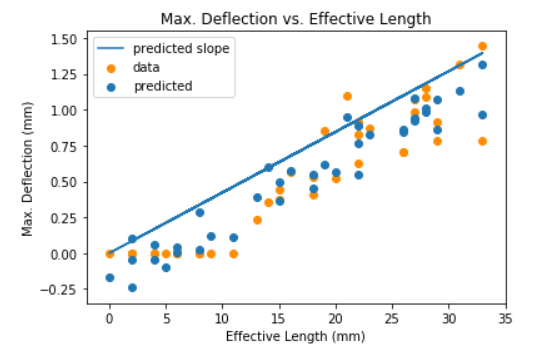 Max. Deflection vs. Effective Length
predicted slope
data
predicted
Max. Deflection (mm)
1.50
1.25
1.00
0.75
0.50
0.25
0.00
−0.25
0
5
10
15
20
25
30
35
Effective Length (mm)